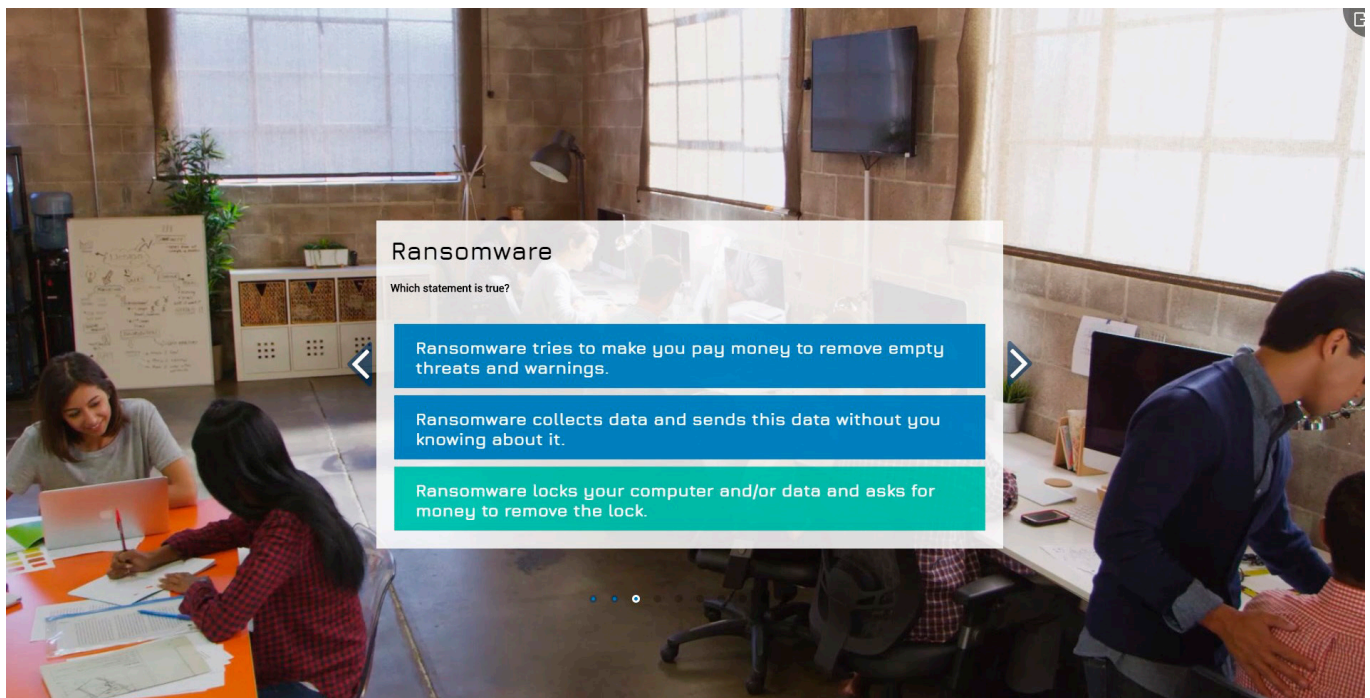 Ransomware
Which statement is true?
Ransomware tries to make you pay money to remove empty
threats and warnings.
Ransomware collects data and sends this data without you
knowing about it.
Ransomware locks your computer and/or data and asks for
money to remove the lock.